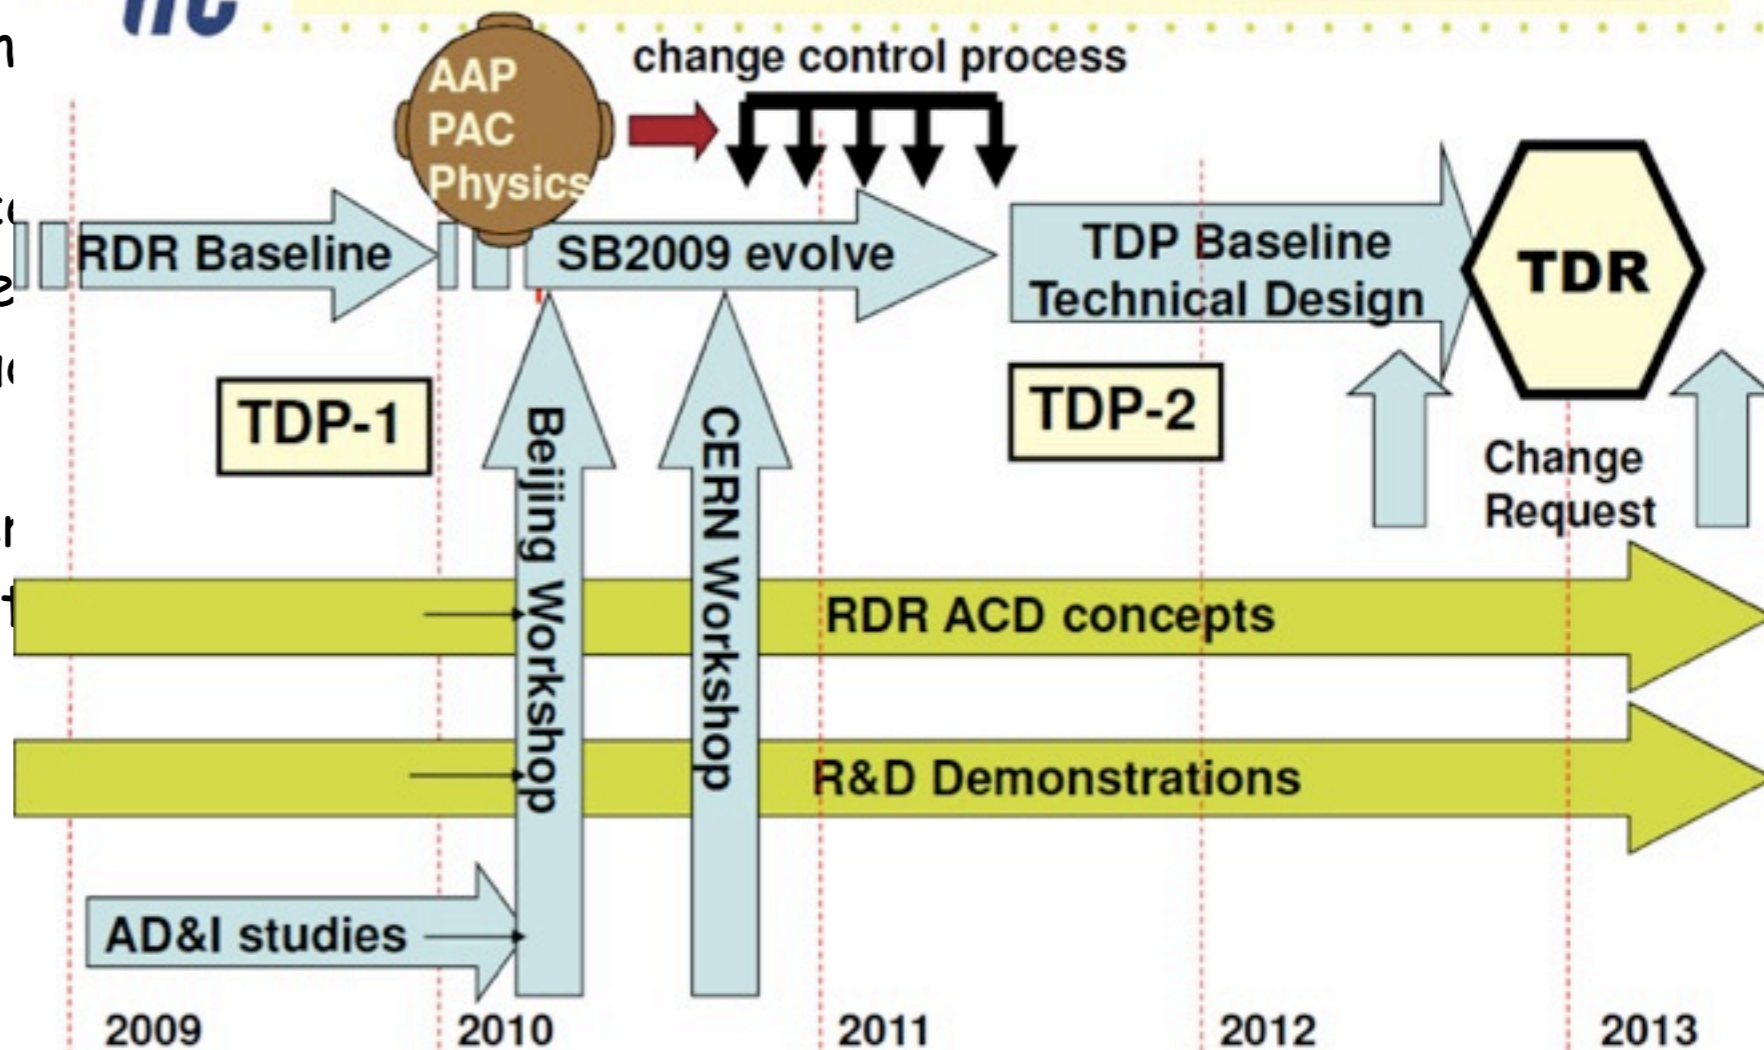 change control process
AAP
PAC
Physics
RDR Baseline
SB2009 evolve
TDP Baseline
Technical Design
TDR
TDP-1
TDP-2
Beijing Workshop
CERN Workshop
Change
Request
RDR ACD concepts
R&D Demonstrations
AD&I studies
2009
2010
2011
2012
2013